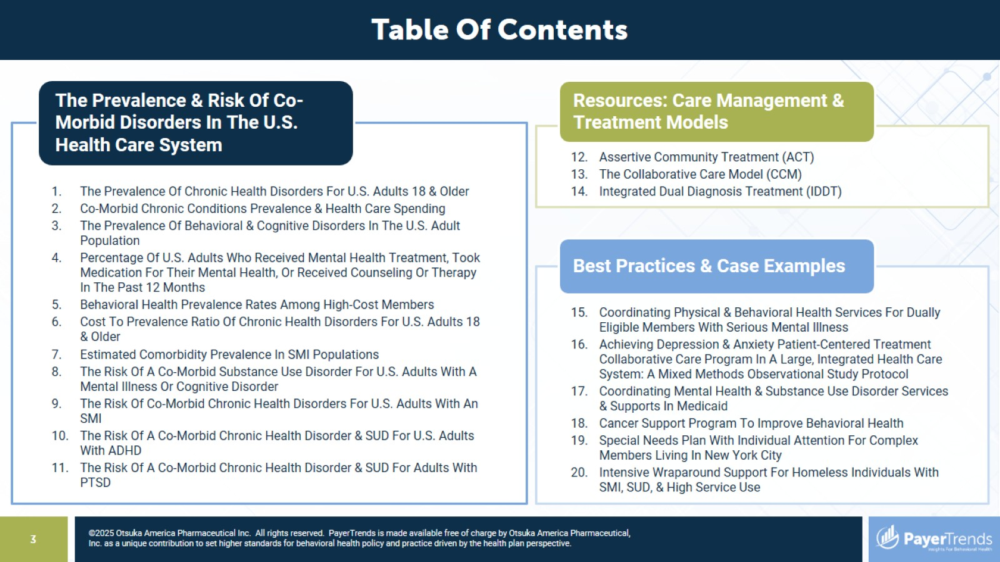 Table Of Contents
The Prevalence & Risk Of Co-
Morbid Disorders In The U.S.
Health Care System
1. The Prevalence Of Chronic Health Disorders For U.S. Adults 18 & Older
2. Co-Morbid Chronic Conditions Prevalence & Health Care Spending
3. The Prevalence Of Behavioral & Cognitive Disorders In The U.S. Adult
Population
4. Percentage Of U.S. Adults Who Received Mental Health Treatment, Took
Medication For Their Mental Health, Or Received Counseling Or Therapy
In The Past 12 Months
5. Behavioral Health Prevalence Rates Among High-Cost Members
6. Cost To Prevalence Ratio Of Chronic Health Disorders For U.S. Adults 18
& Older
7. Estimated Comorbidity Prevalence In SMI Populations
8. The Risk Of A Co-Morbid Substance Use Disorder For U.S. Adults With A
Mental Illness Or Cognitive Disorder
9. The Risk Of Co-Morbid Chronic Health Disorders For U.S. Adults With An
SMI
10. The Risk Of A Co-Morbid Chronic Health Disorder & SUD For U.S. Adults
With ADHD
11. The Risk Of A Co-Morbid Chronic Health Disorder & SUD For Adults With
PTSD
Resources: Care Management &
Treatment Models
12. Assertive Community Treatment (ACT)
13. The Collaborative Care Model (CCM)
14. Integrated Dual Diagnosis Treatment (IDDT)
Best Practices & Case Examples
15. Coordinating Physical & Behavioral Health Services For Dually
Eligible Members With Serious Mental Illness
16. Achieving Depression & Anxiety Patient-Centered Treatment
Collaborative Care Program In A Large, Integrated Health Care
System: A Mixed Methods Observational Study Protocol
17. Coordinating Mental Health & Substance Use Disorder Services
& Supports In Medicaid
18. Cancer Support Program To Improve Behavioral Health
19. Special Needs Plan With Individual Attention For Complex
Members Living In New York City
20. Intensive Wraparound Support For Homeless Individuals With
SMI, SUD, & High Service Use
3
©2025 Otsuka America Pharmaceutical Inc. All rights reserved. PayerTrends is made available free of charge by Otsuka America Pharmaceutical,
Inc. as a unique contribution to set higher standards for behavioral health policy and practice driven by the health plan perspective.
PayerTrends
Insights For Behavioral Health